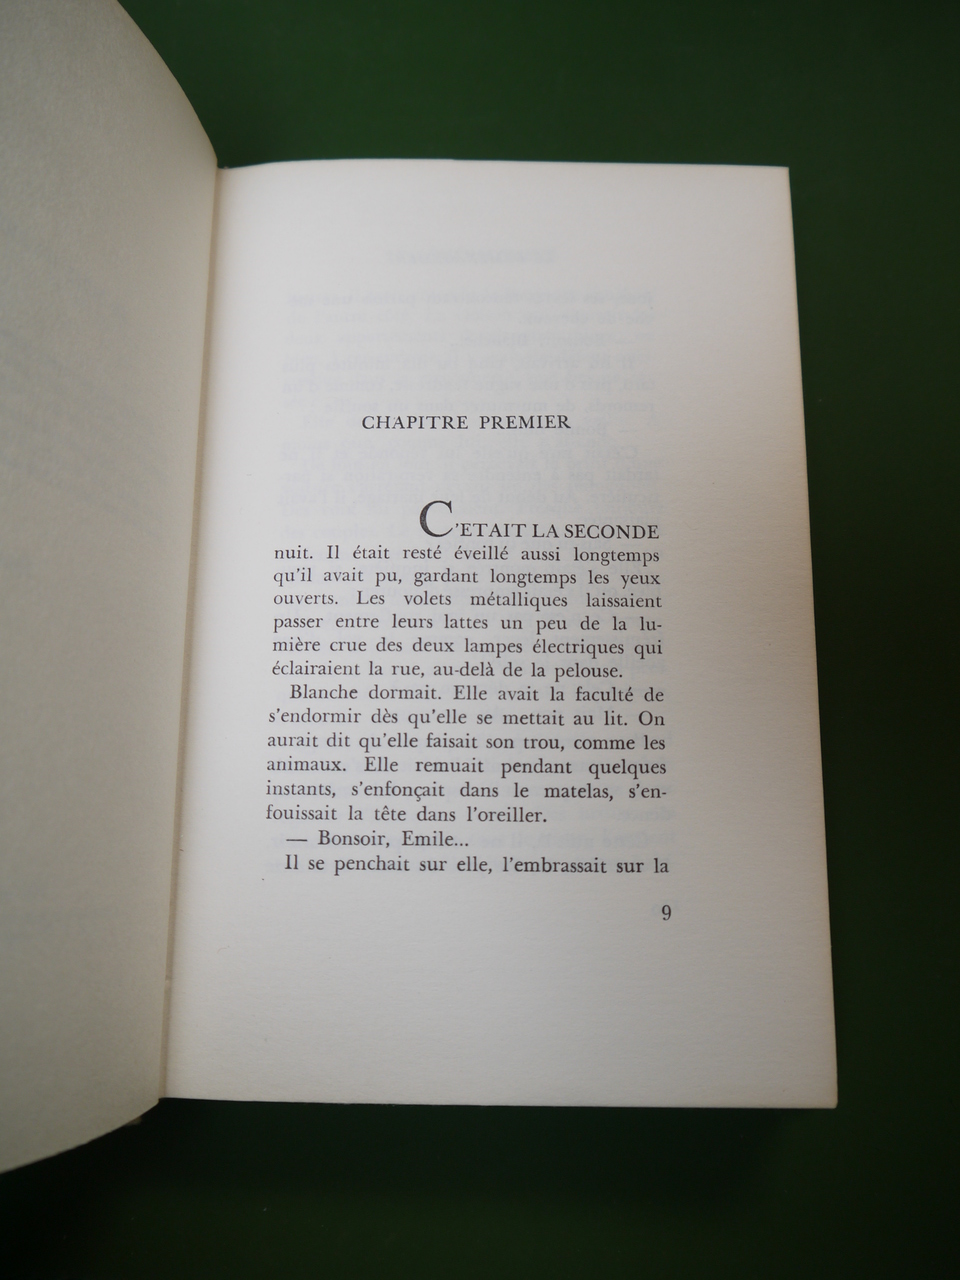 CHAPITRE PREMIER
C'ETAIT LA SECONDE
nuit. Il était resté éveillé aussi longtemps
qu'il avait pu, gardant longtemps les yeux
ouverts. Les volets métalliques laissaient
passer entre leurs lattes un peu de la lu-
mière crue des deux lampes électriques qui
éclairaient la rue, au-delà de la pelouse.
Blanche dormait. Elle avait la faculté de
s'endormir dès qu'elle se mettait au lit. On
aurait dit qu'elle faisait son trou, comme les
animaux. Elle remuait pendant quelques
instants, s'enfonçait dans le matelas, s'en-
fouissait la tête dans l'oreiller.
— Bonsoir, Emile...
Il se penchait sur elle, l'embrassait sur la
9